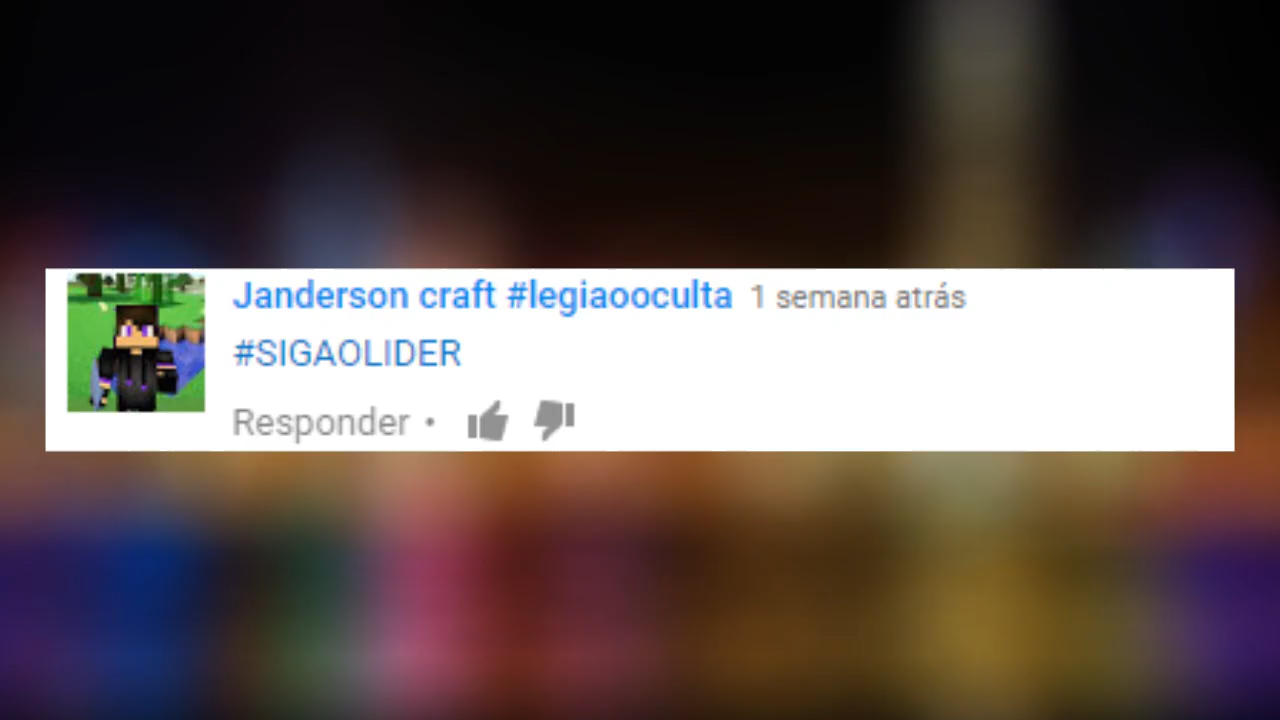 Janderson craft #legiaooculta 1 semana atrás
#SIGAOLIDER
Responder •